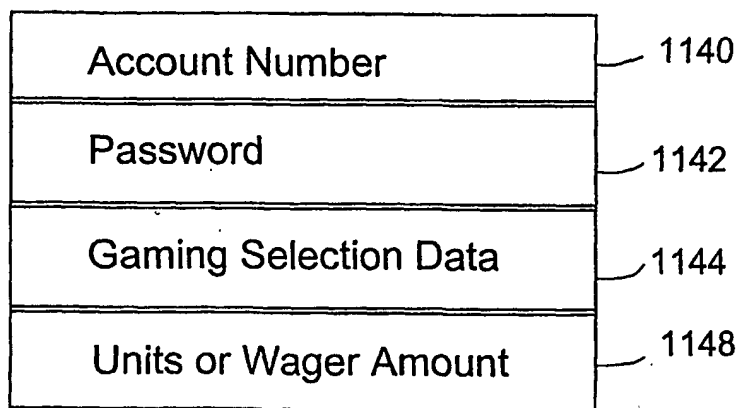 Account Number 1140
Password 1142
Gaming Selection Data 1144
Units or Wager Amount 1148